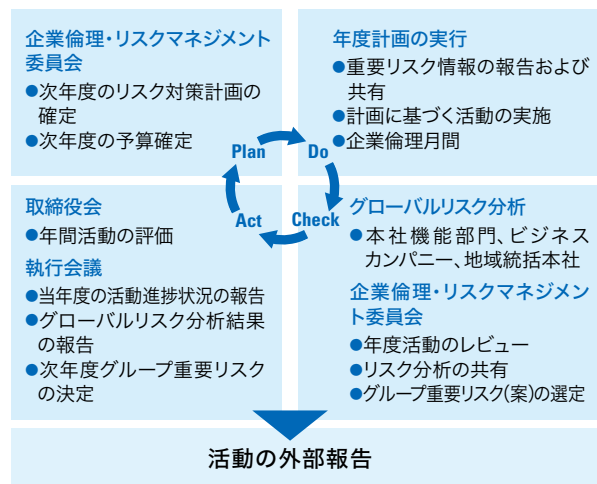 企業倫理・リスクマネジメント
委員会
●次年度のリスク対策計画の
確定
●次年度の予算確定
Plan
年度計画の実行
●重要リスク情報の報告および
共有
●計画に基づく活動の実施
●企業倫理月間
Do
グローバルリスク分析
●本社機能部門、ビジネス
カンパニー、地域統括本社
企業倫理・リスクマネジメン
ト委員会
●年度活動のレビュー
●リスク分析の共有
●グループ重要リスク(案)の選定
Check
取締役会
●年間活動の評価
執行会議
●当年度の活動進捗状況の報告
●グローバルリスク分析結果
の報告
●次年度グループ重要リスク
の決定
Act
活動の外部報告